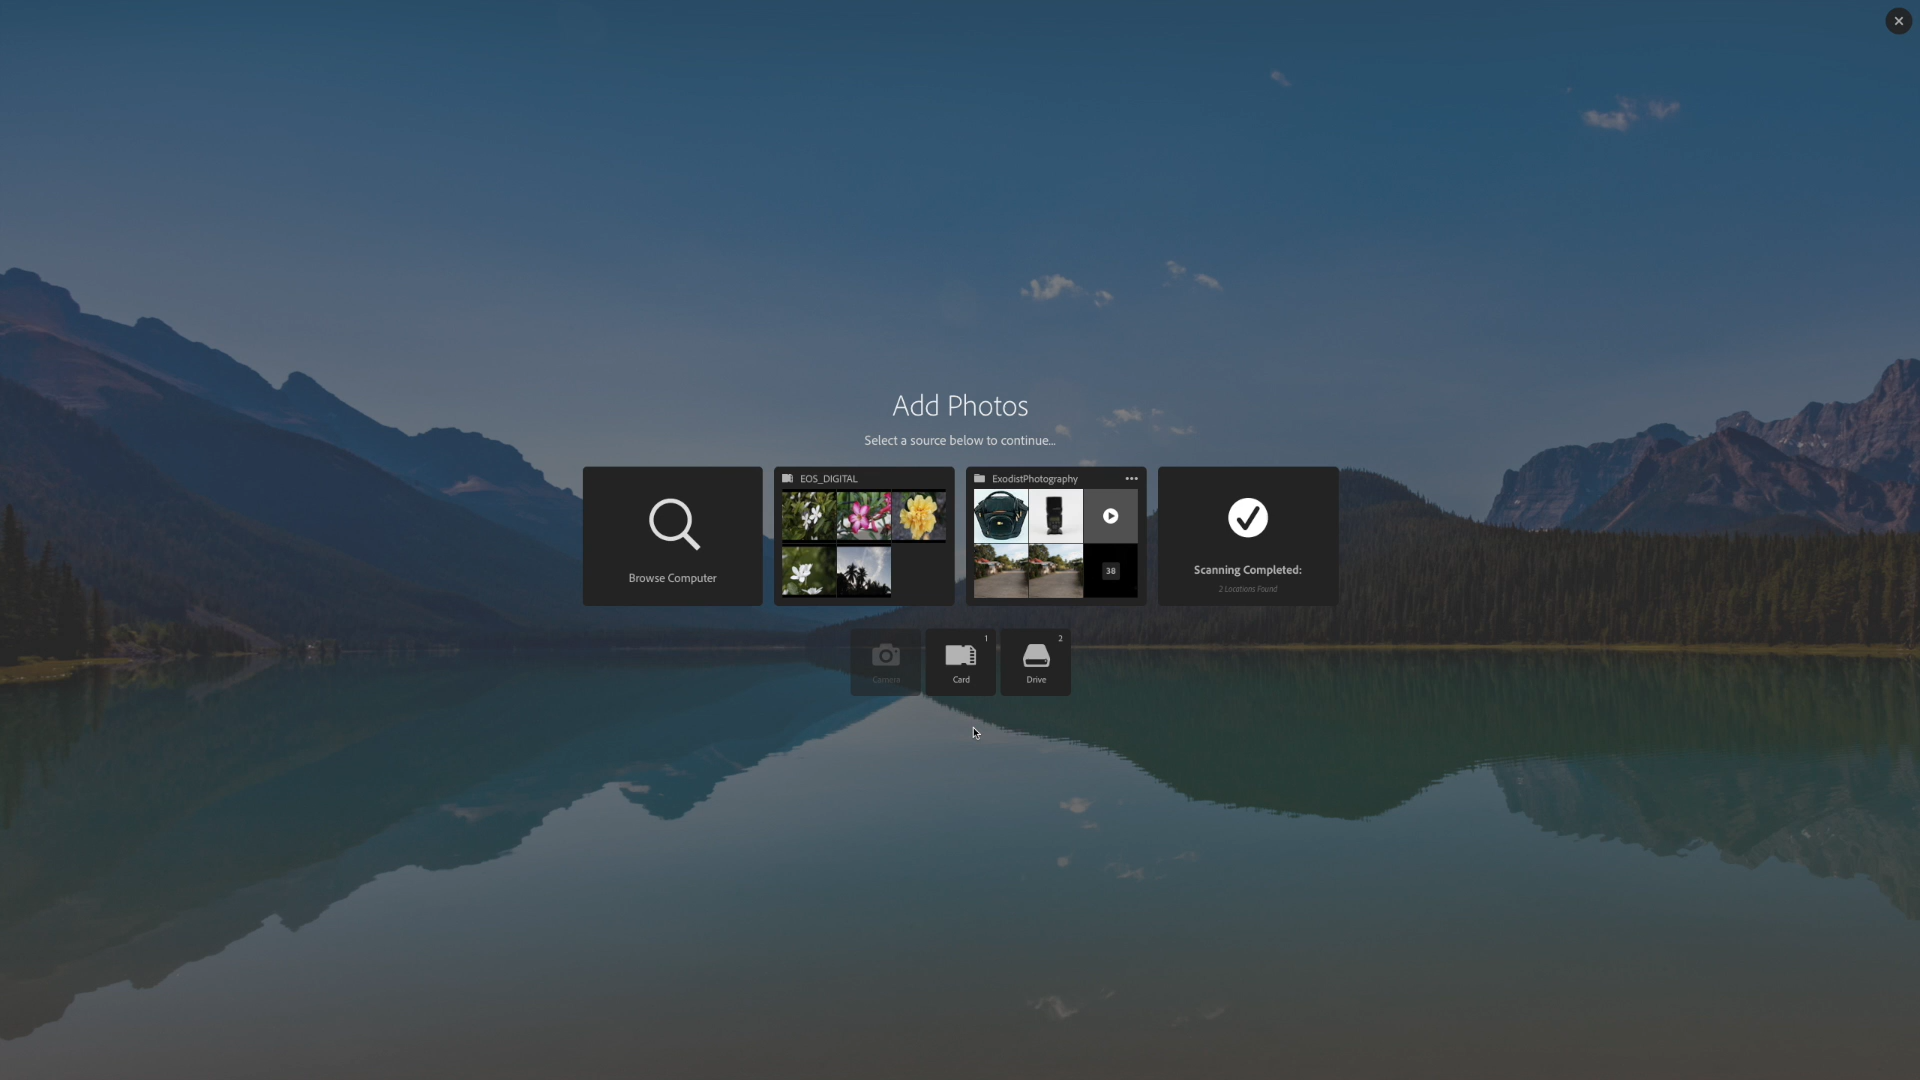 Add Photos
Select a source below to continue...
Browse Computer
EOS_DIGITAL
ExodistPhotography
38
Scanning Completed:
2 Locations Found
Camera
1
Card
2
Drive